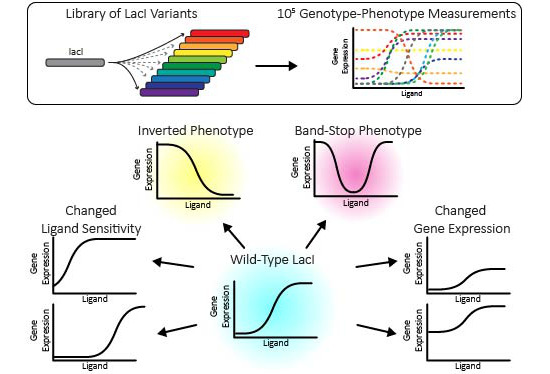 Library of LacI Variants
10⁵ Genotype-Phenotype Measurements
lacI
Gene
Expression
Ligand
Inverted Phenotype
Gene
Expression
Ligand
Band-Stop Phenotype
Gene
Expression
Ligand
Changed
Ligand Sensitivity
Gene
Expression
Ligand
Gene
Expression
Ligand
Wild-Type LacI
Gene
Expression
Ligand
Changed
Gene Expression
Gene
Expression
Ligand
Gene
Expression
Ligand